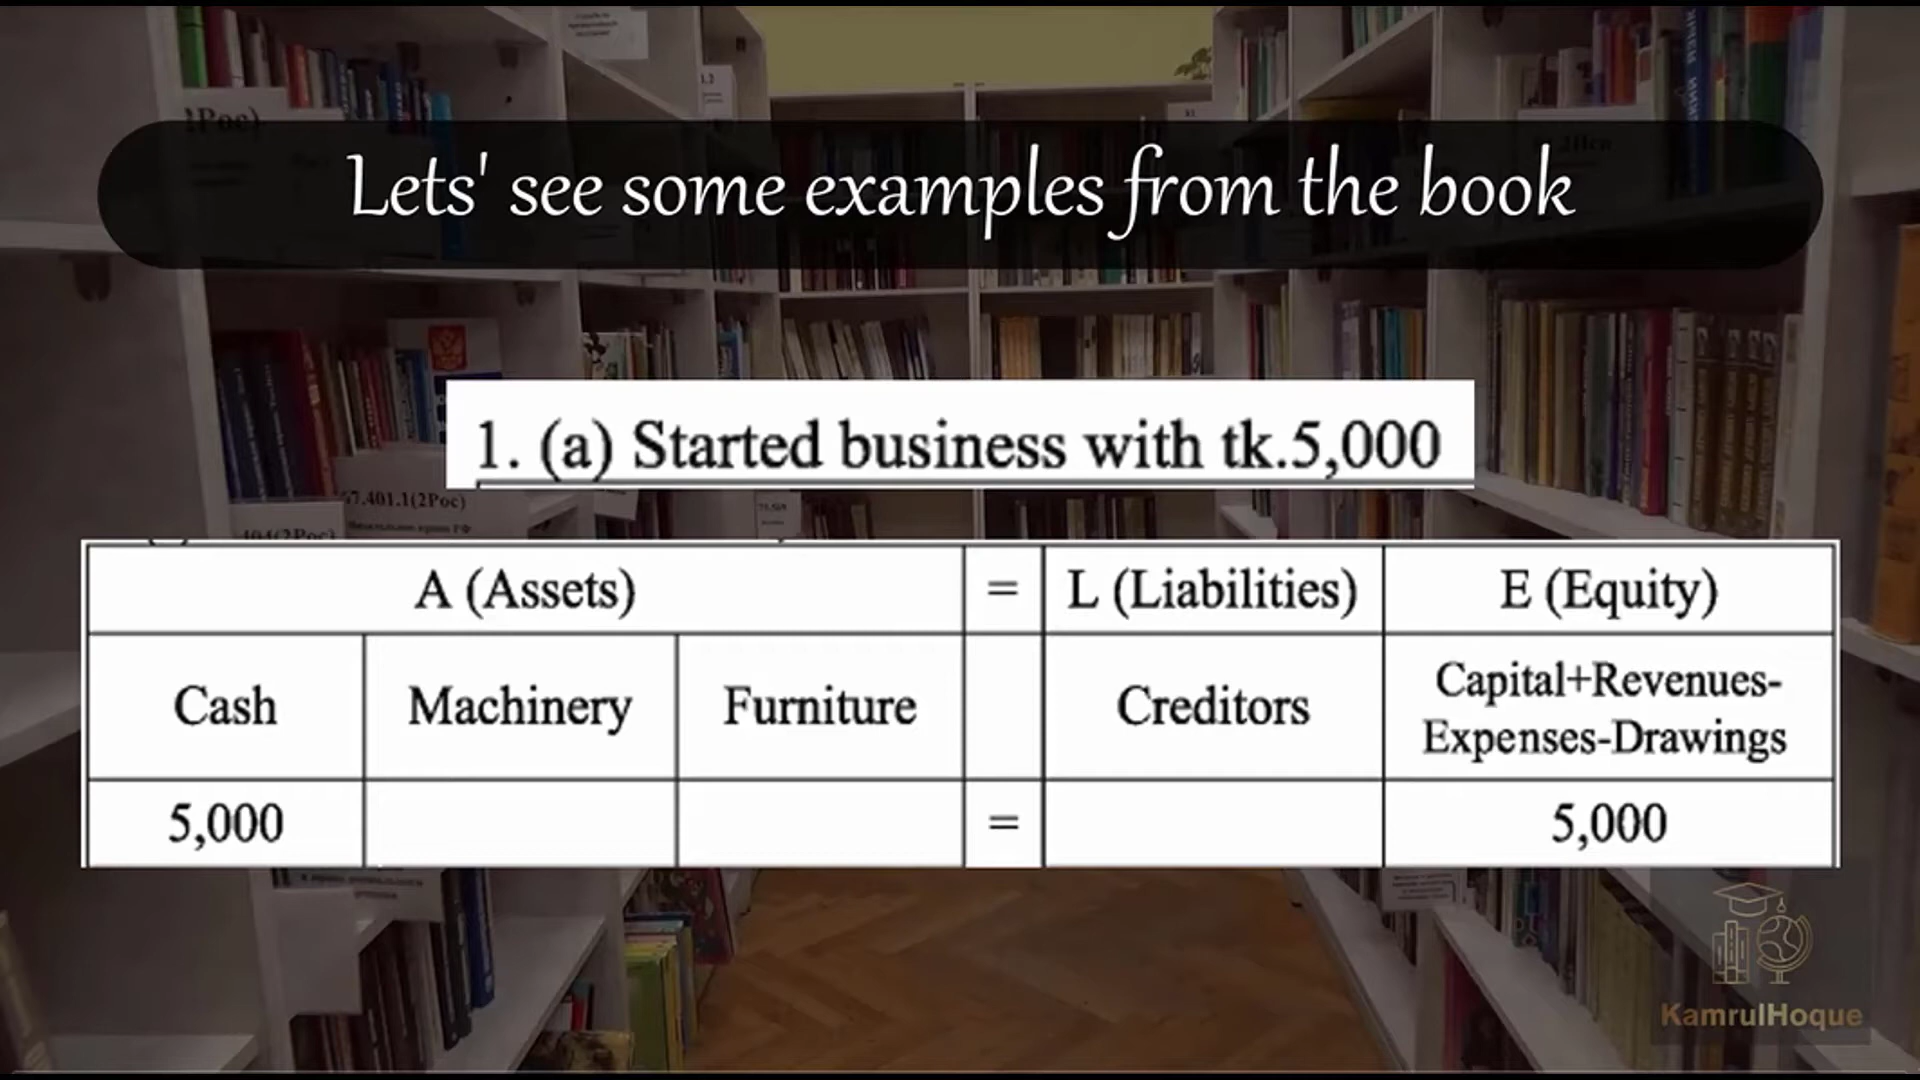 Lets' see some examples from the book
1. (a) Started business with tk.5,000
A (Assets) = L (Liabilities) E (Equity)
Cash Machinery Furniture Creditors Capital+Revenues-
Expenses-Drawings
5,000 = 5,000
KamrulHoque